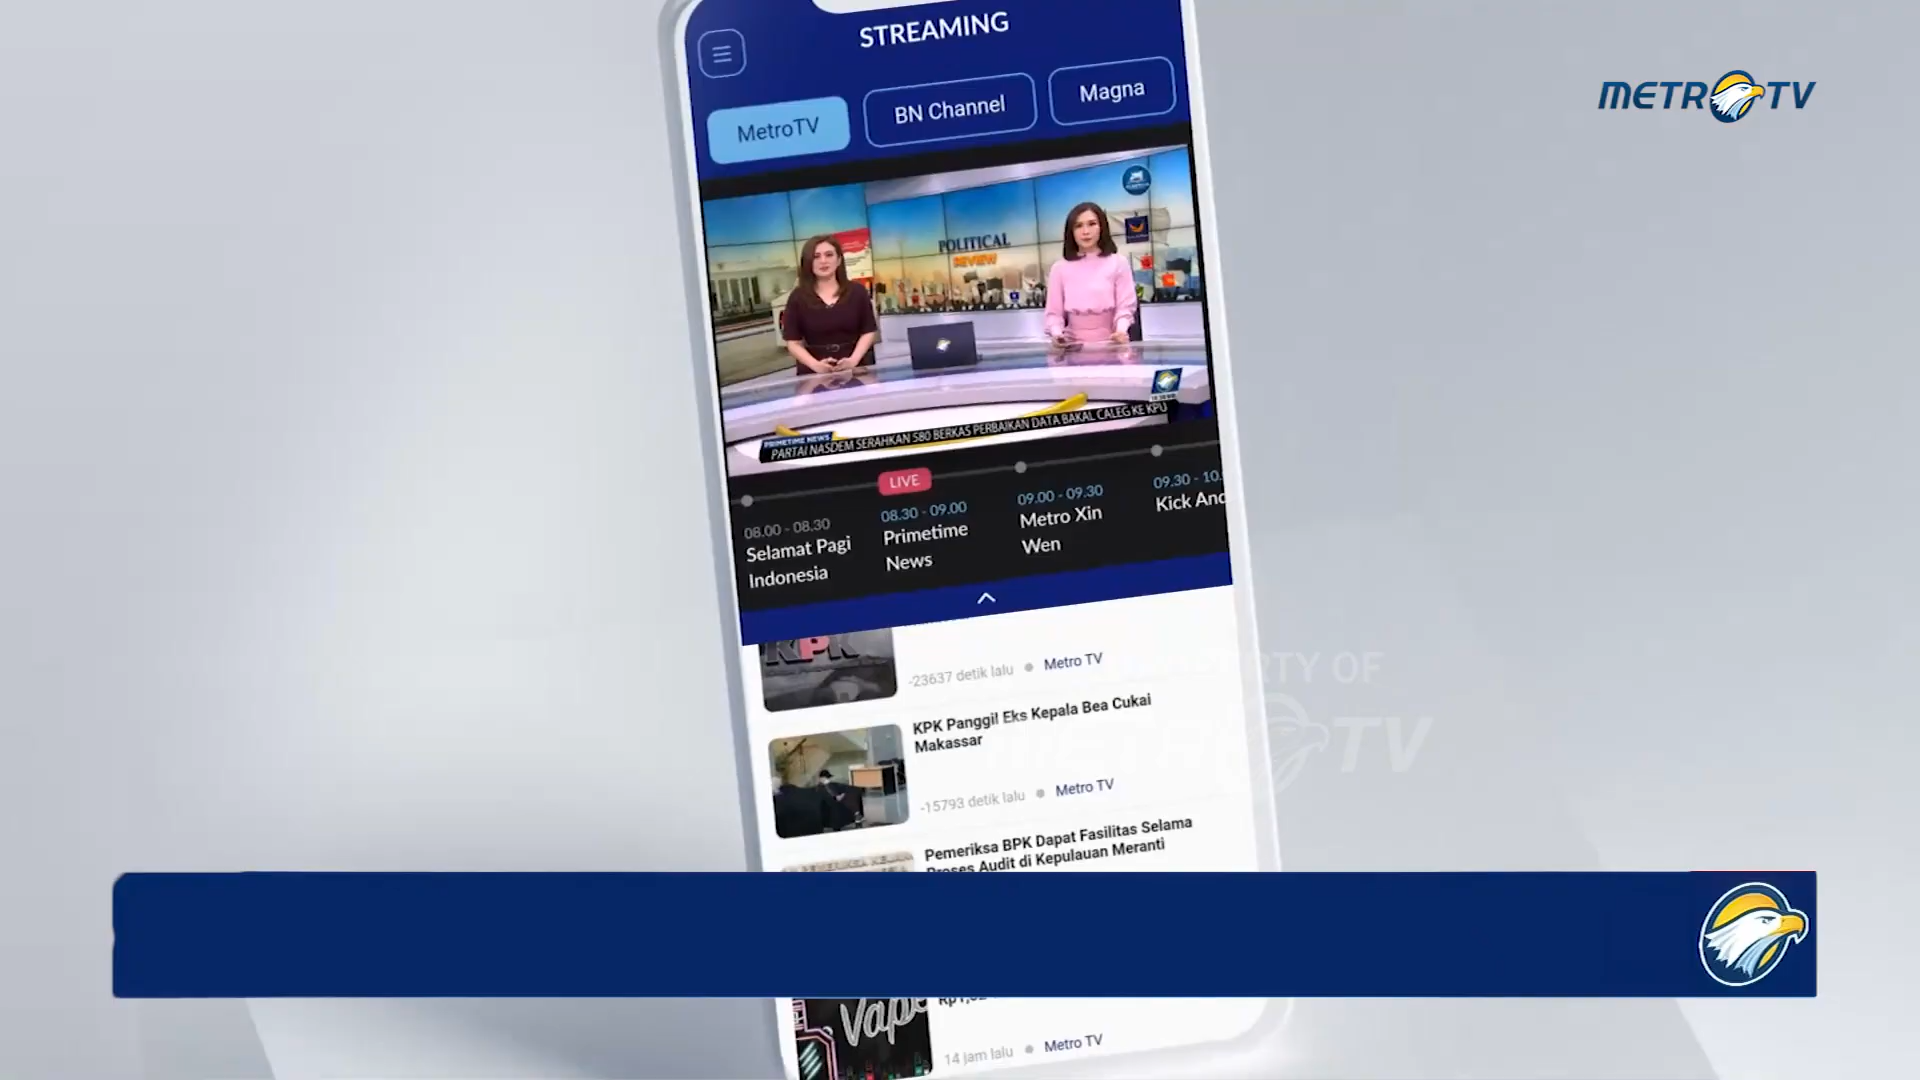 STREAMING
METRO TV
MetroTV
BN Channel
Magna
POLITICAL
REVIEW
PRIMETIME NEWS
PARTAI NASDEM SERAHKAN 580 BERKAS PERBAIKAN DATA BAKAL CALEG KE KPU
LIVE
08.00 - 08.30
Selamat Pagi
Indonesia
08.30 - 09.00
Primetime
News
09.00 - 09.30
Metro Xin
Wen
09.30 - 10.
Kick And
KPK
-23637 detik lalu
Metro TV
PROPERTY OF
METRO TV
KPK Panggil Eks Kepala Bea Cukai
Makassar
-15793 detik lalu
Metro TV
Pemeriksa BPK Dapat Fasilitas Selama
Proses Audit di Kepulauan Meranti
Vape
14 jam lalu
Metro TV